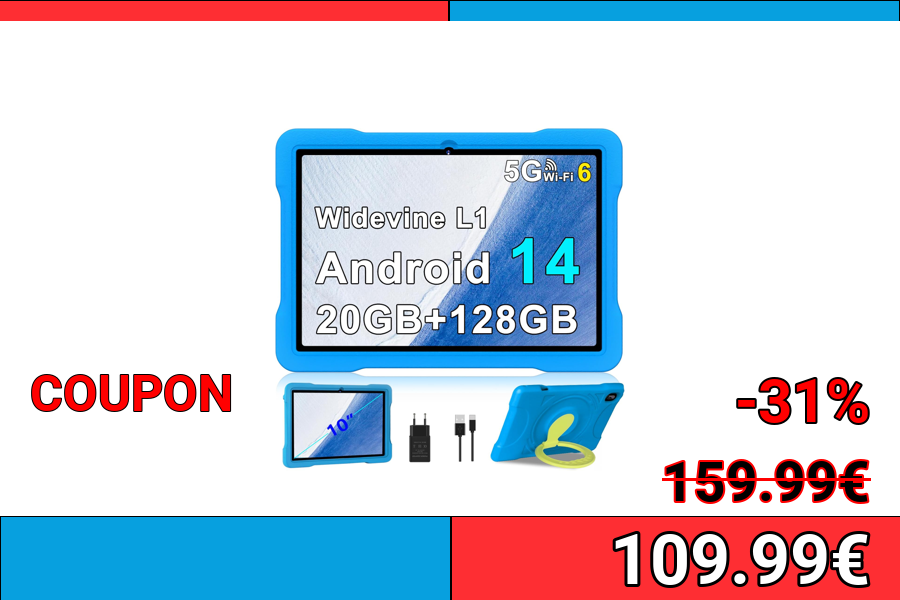 5G Wi-Fi 6
Widevine L1
Android 14
20GB+128GB
COUPON
10"
-31%
159.99€
109.99€